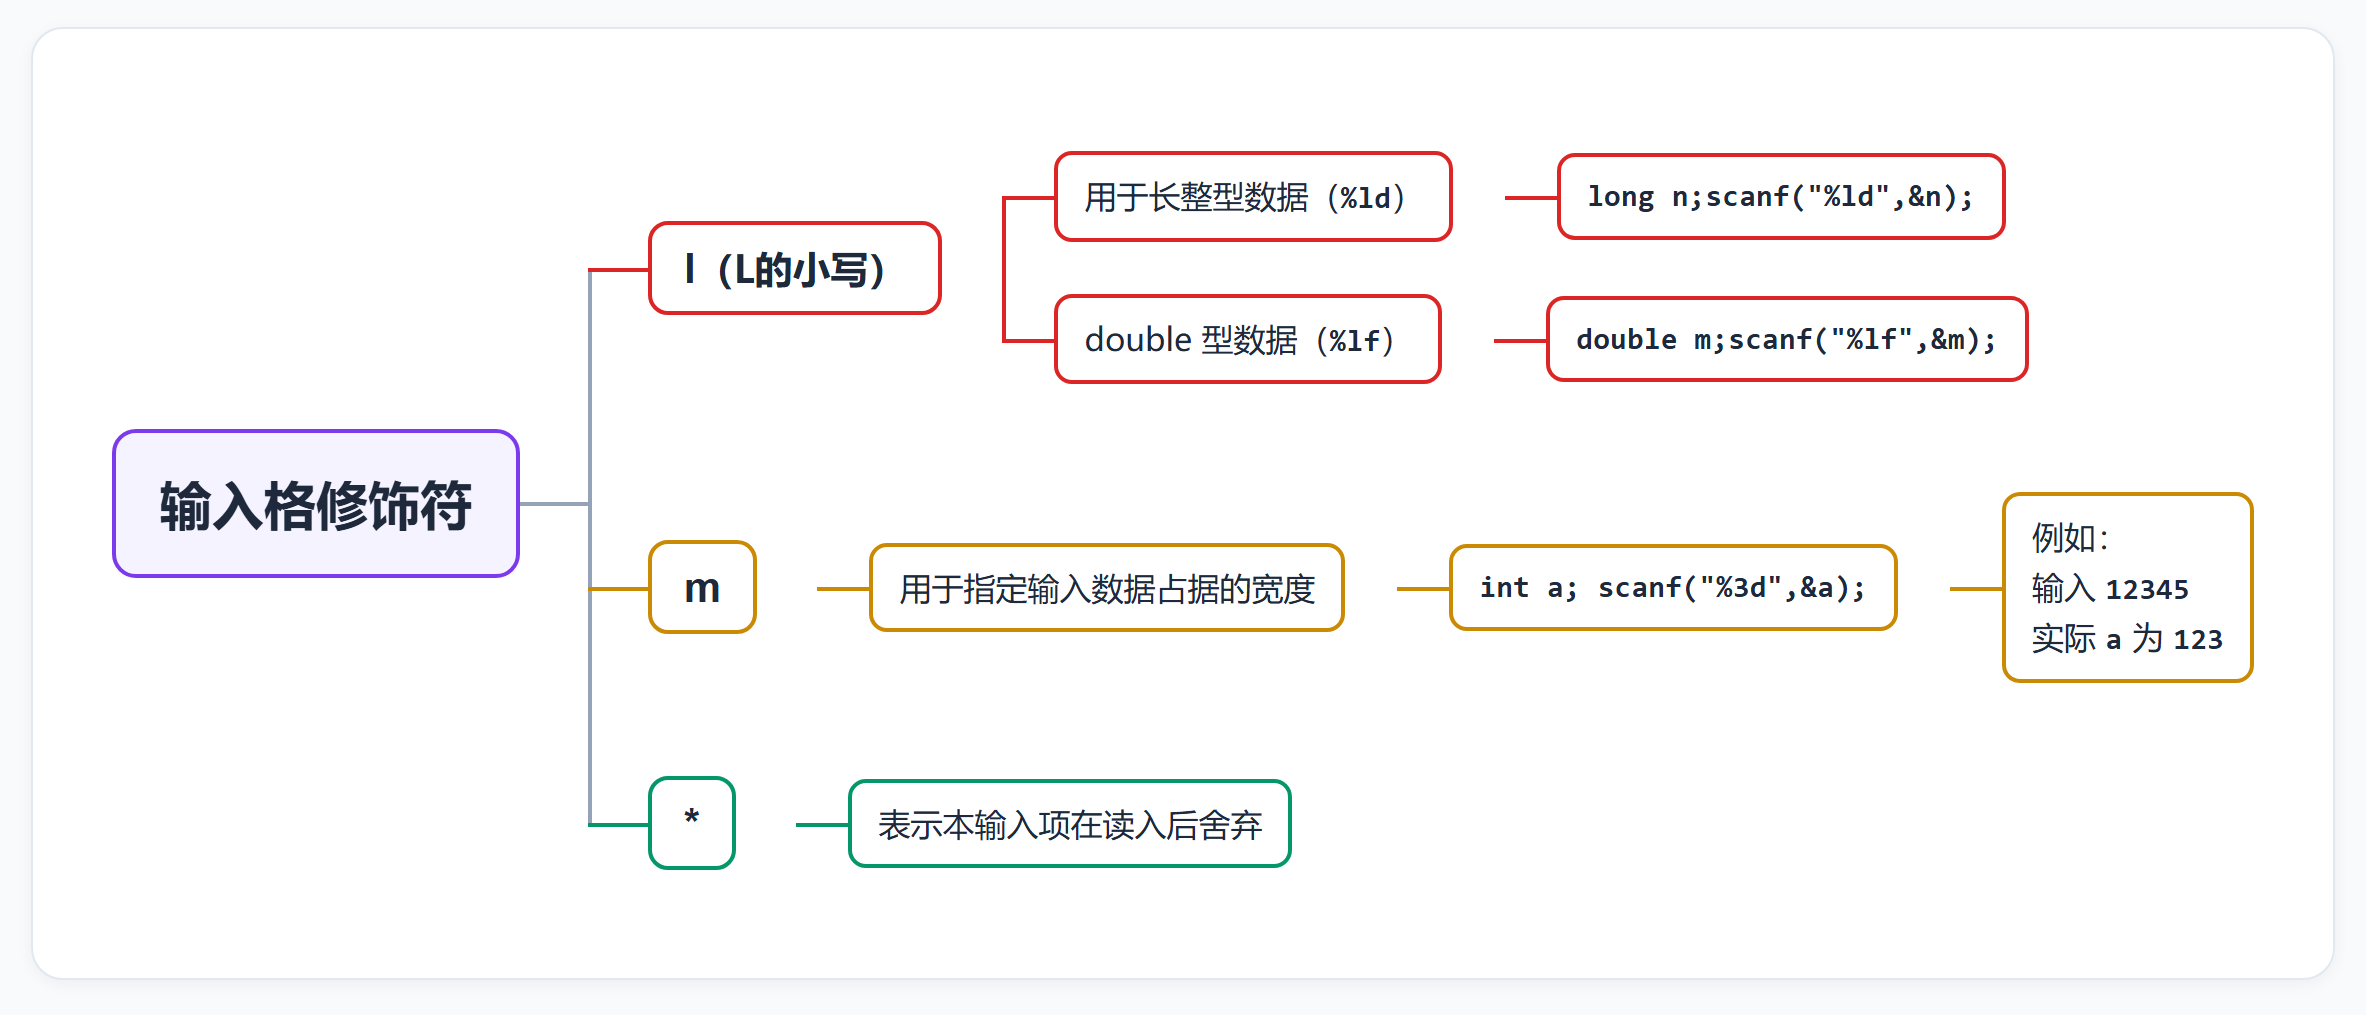 输入格修饰符
l（L的小写）
用于长整型数据（%ld）
long n;scanf("%ld",&n);
double 型数据（%lf）
double m;scanf("%lf",&m);
m
用于指定输入数据占据的宽度
int a; scanf("%3d",&a);
例如：
输入 12345
实际 a 为 123
*
表示本输入项在读入后舍弃